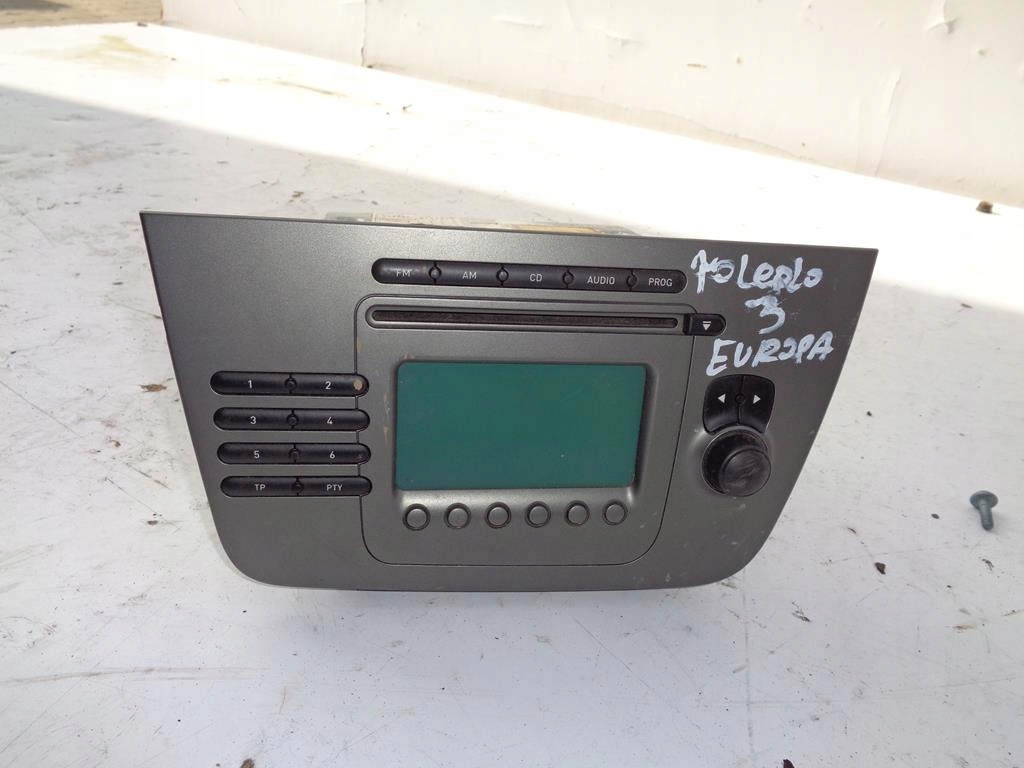 FM AM CD AUDIO PROG
1 2
3 4
5 6
TP PTY
TOLEDO
3
EUROPA